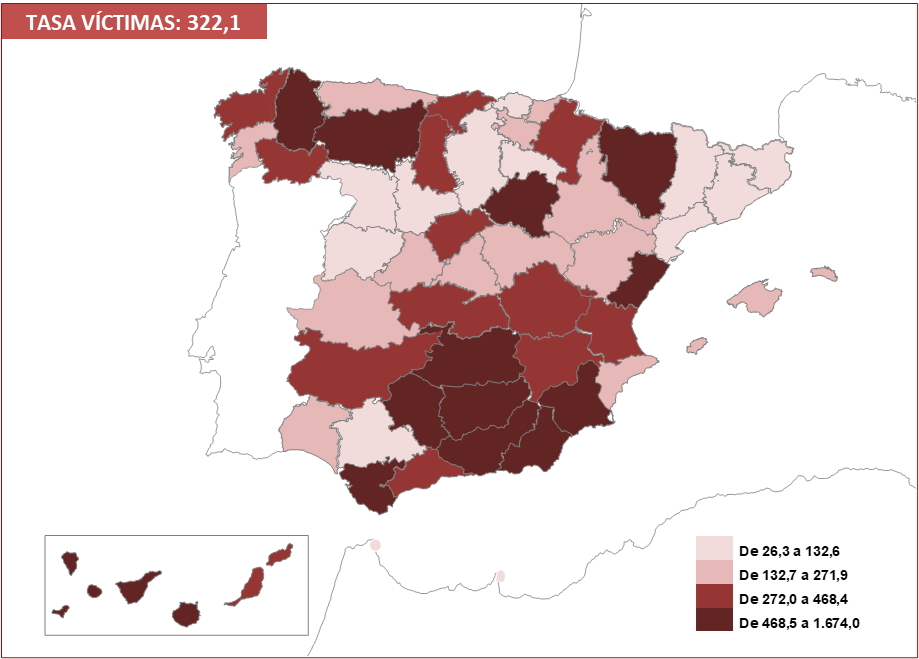 TASA VÍCTIMAS: 322,1
De 26,3 a 132,6
De 132,7 a 271,9
De 272,0 a 468,4
De 468,5 a 1.674,0